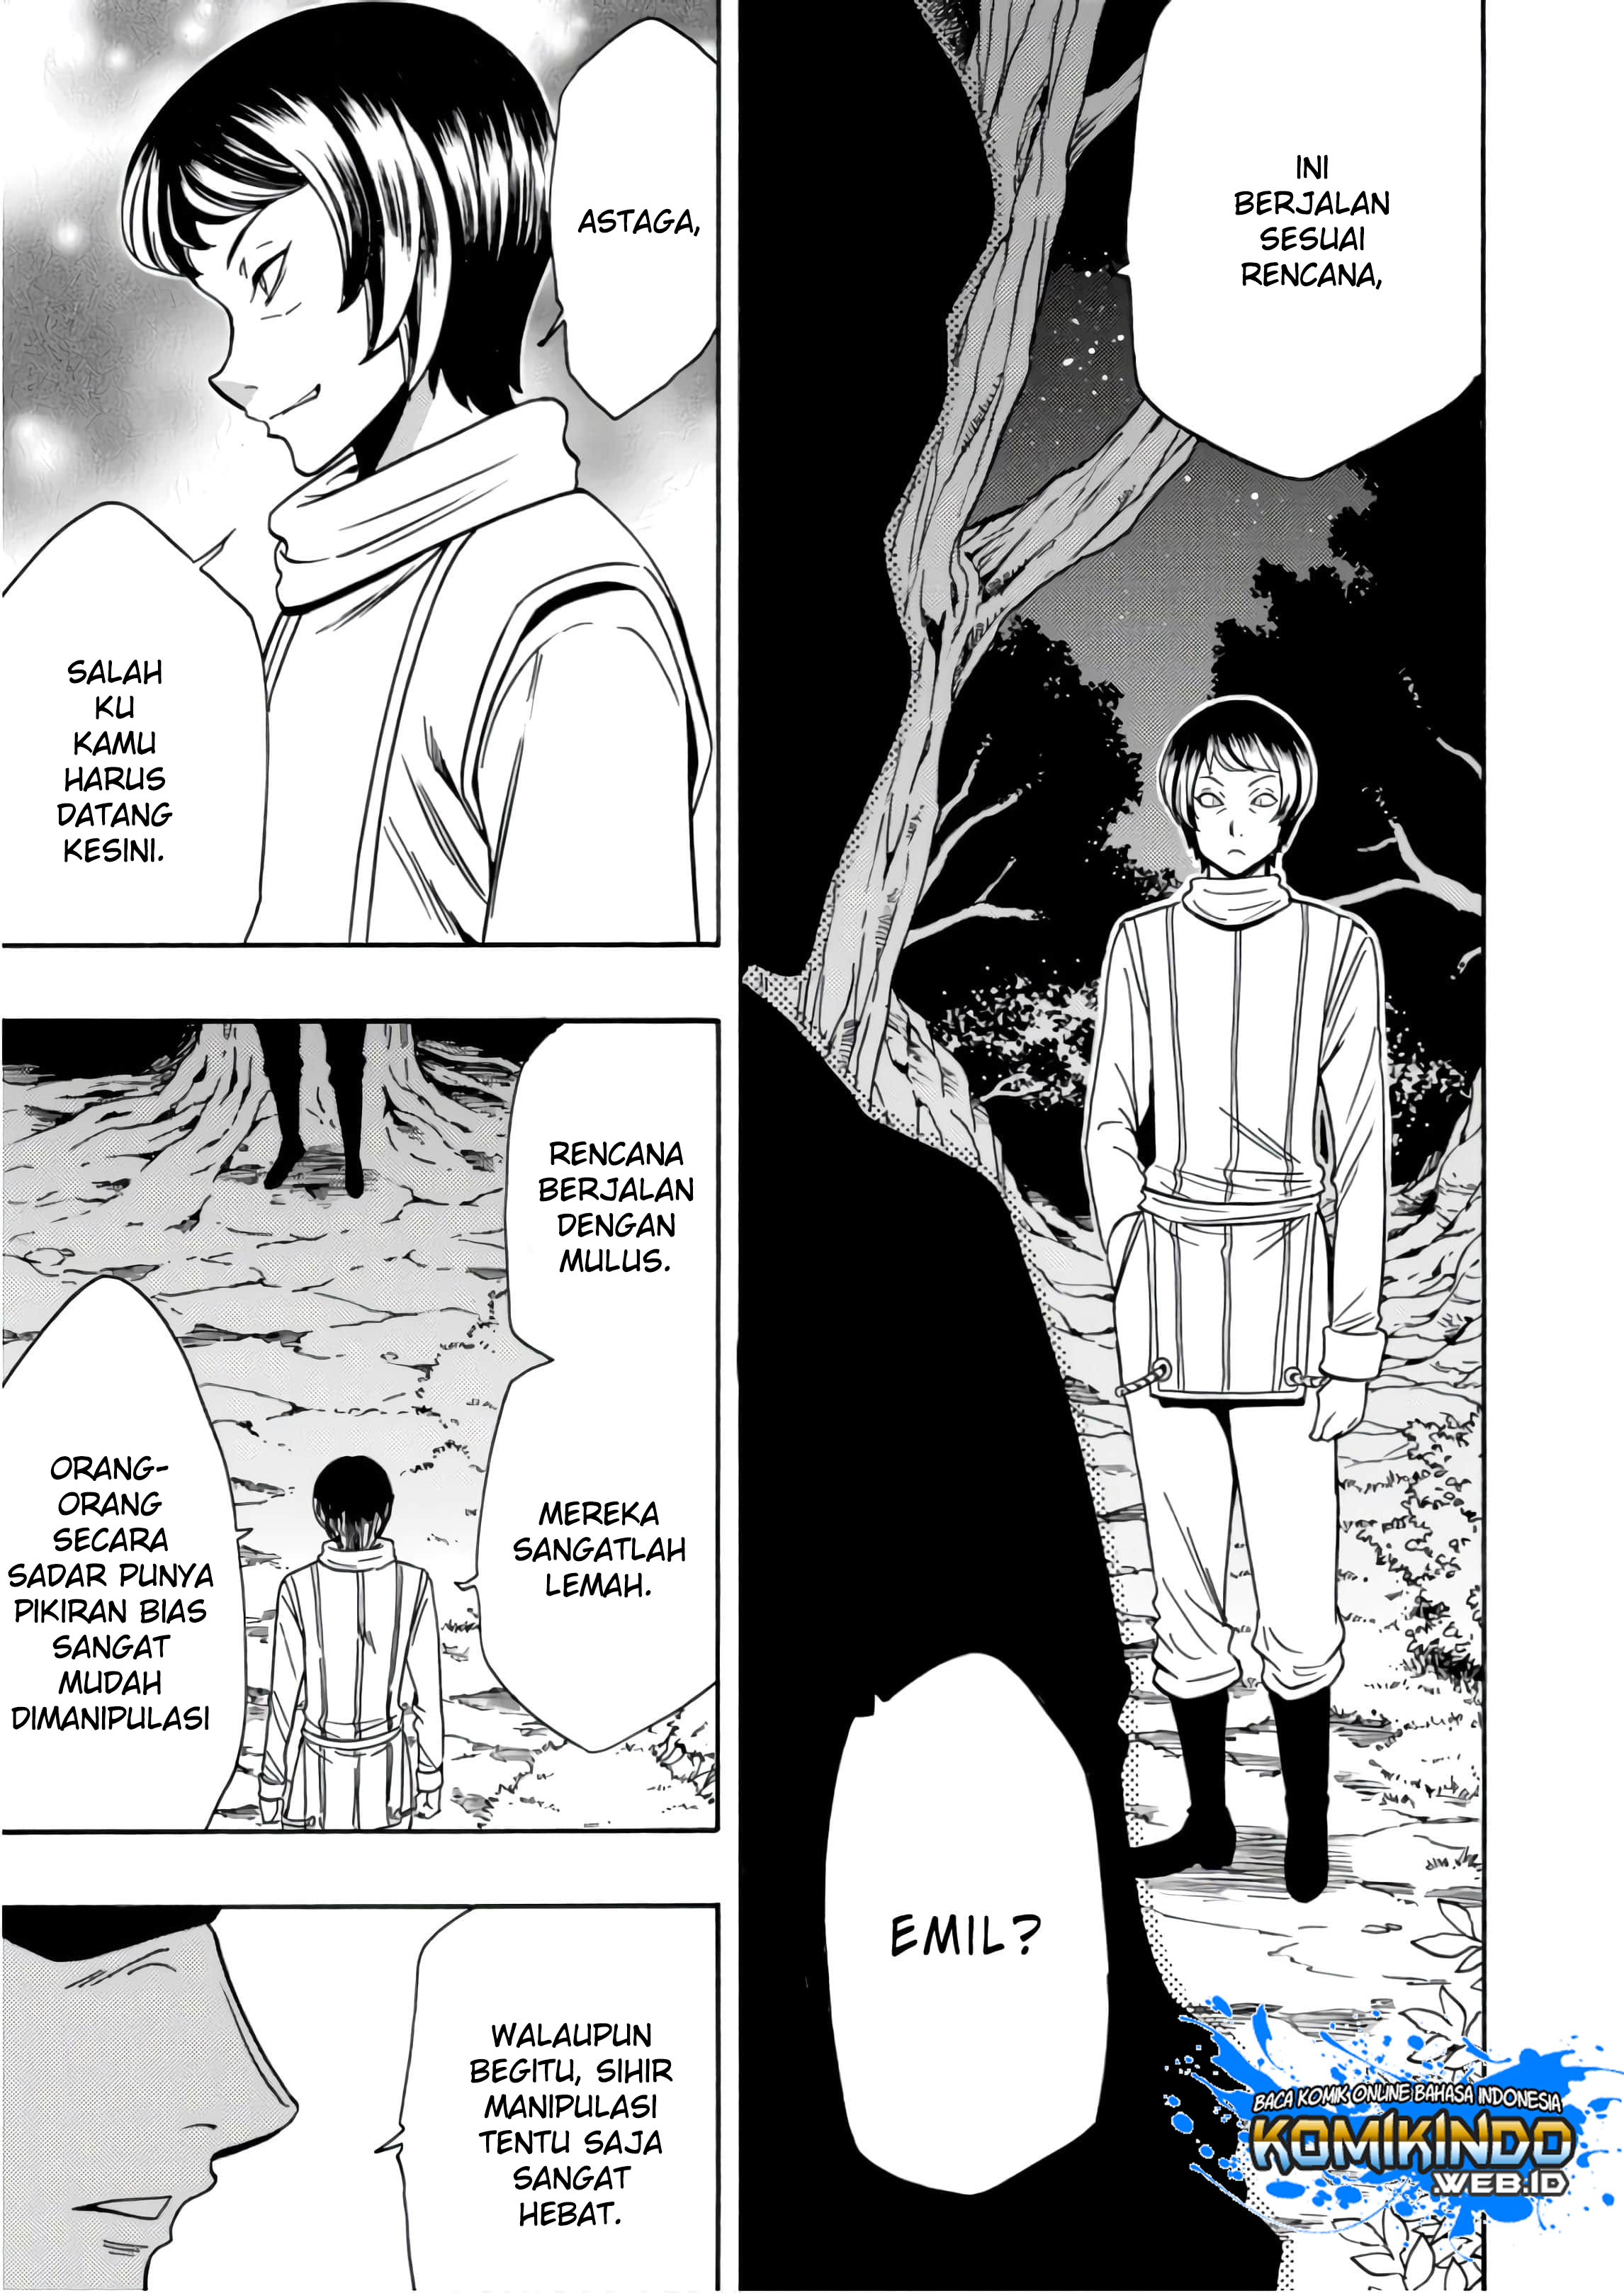 INI
BERJALAN
SESUAI
RENCANA,
EMIL?
ASTAGA,
SALAH
KU
KAMU
HARUS
DATANG
KESINI.
RENCANA
BERJALAN
DENGAN
MULUS.
MEREKA
SANGATLAH
LEMAH.
ORANG-
ORANG
SECARA
SADAR PUNYA
PIKIRAN BIAS
SANGAT
MUDAH
DIMANIPULASI
WALAUPUN
BEGITU, SIHIR
MANIPULASI
TENTU SAJA
SANGAT
HEBAT.
BACA KOMIK ONLINE BAHASA INDONESIA
KOMIKINDO
.WEB.ID